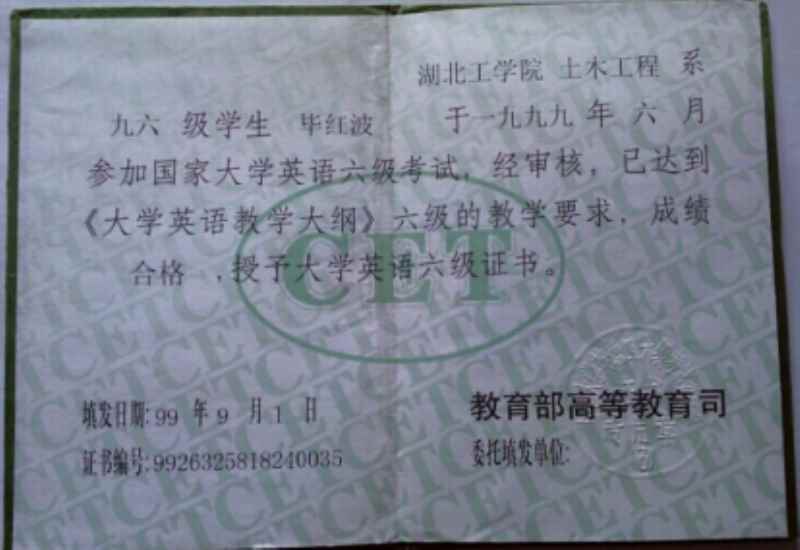 湖北工学院 土木工程 系
九六 级学生 毕红波 于一九九九年 六 月
参加国家大学英语六级考试，经审核，已达到
《大学英语教学大纲》六级的教学要求，成绩
合格，授予大学英语六级证书。
CET
填发日期:99 年 9 月 1 日
教育部高等教育司
证书编号:9926325818240035
委托填发单位: